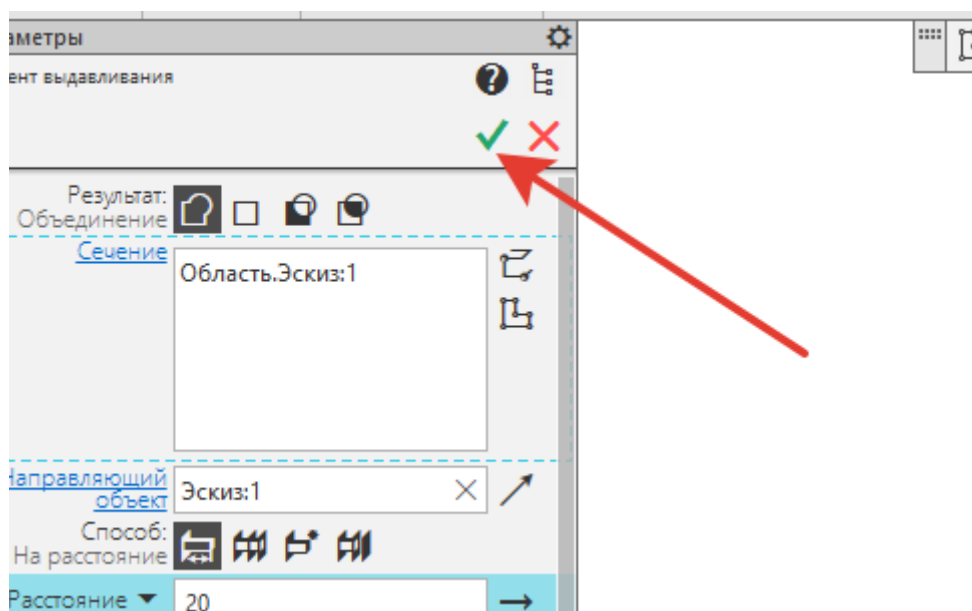 аметры
ент выдавливания
Результат:
Объединение
Сечение
Область.Эскиз:1
Направляющий
объект
Эскиз:1
Способ:
На расстояние
Расстояние
20